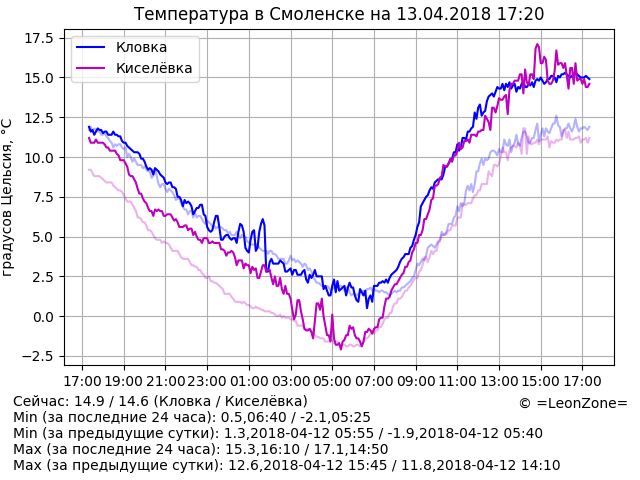 Температура в Смоленске на 13.04.2018 17:20
градусов Цельсия, °C
17.5
15.0
12.5
10.0
7.5
5.0
2.5
0.0
−2.5
Кловка
Киселёвка
17:00 19:00 21:00 23:00 01:00 03:00 05:00 07:00 09:00 11:00 13:00 15:00 17:00
Сейчас: 14.9 / 14.6 (Кловка / Киселёвка)
© =LeonZone=
Min (за последние 24 часа): 0.5,06:40 / -2.1,05:25
Min (за предыдущие сутки): 1.3,2018-04-12 05:55 / -1.9,2018-04-12 05:40
Max (за последние 24 часа): 15.3,16:10 / 17.1,14:50
Max (за предыдущие сутки): 12.6,2018-04-12 15:45 / 11.8,2018-04-12 14:10